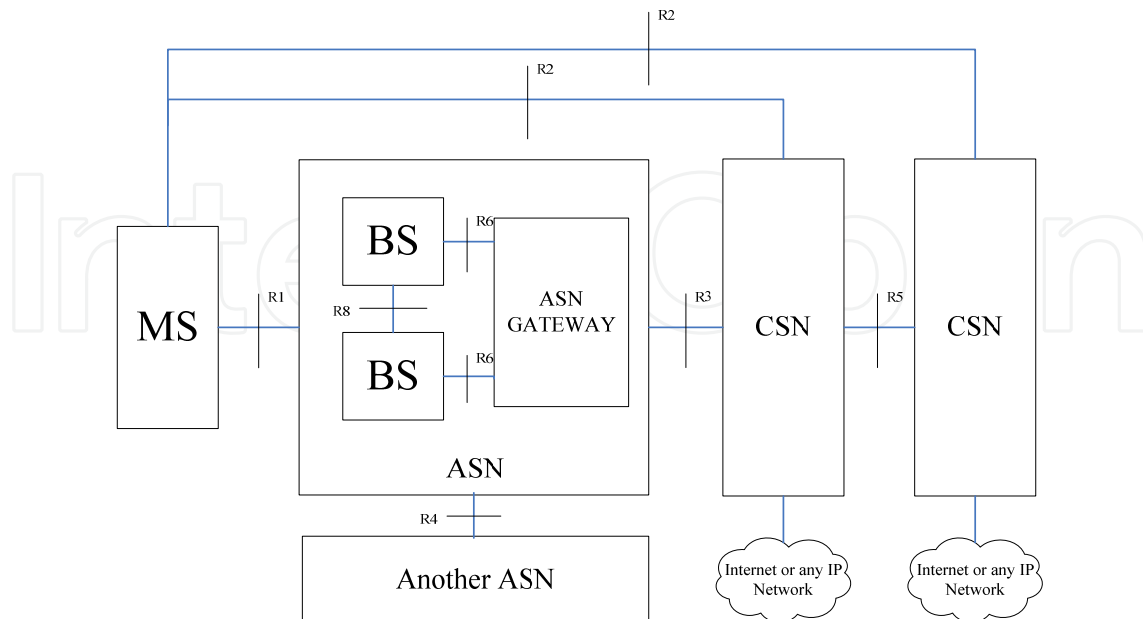 R2
R2
MS
R1
BS
R8
BS
R6
R6
ASN
GATEWAY
ASN
R3
CSN
R5
CSN
R4
Another ASN
Internet or any IP
Network
Internet or any IP
Network